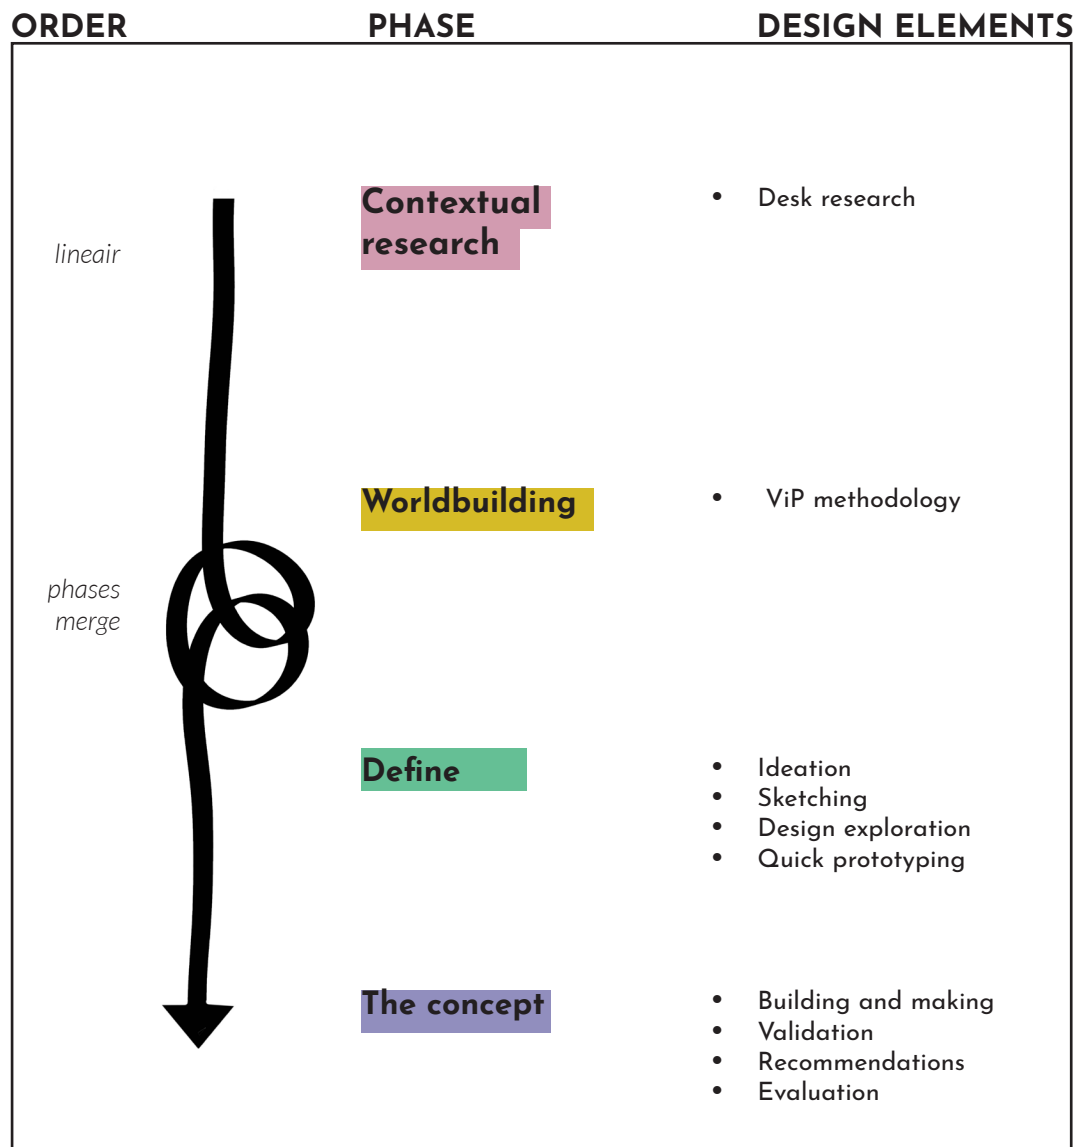 ORDER PHASE DESIGN ELEMENTS
Contextual
research
• Desk research
lineair
Worldbuilding
• ViP methodology
phases
merge
Define
• Ideation
• Sketching
• Design exploration
• Quick prototyping
The concept
• Building and making
• Validation
• Recommendations
• Evaluation